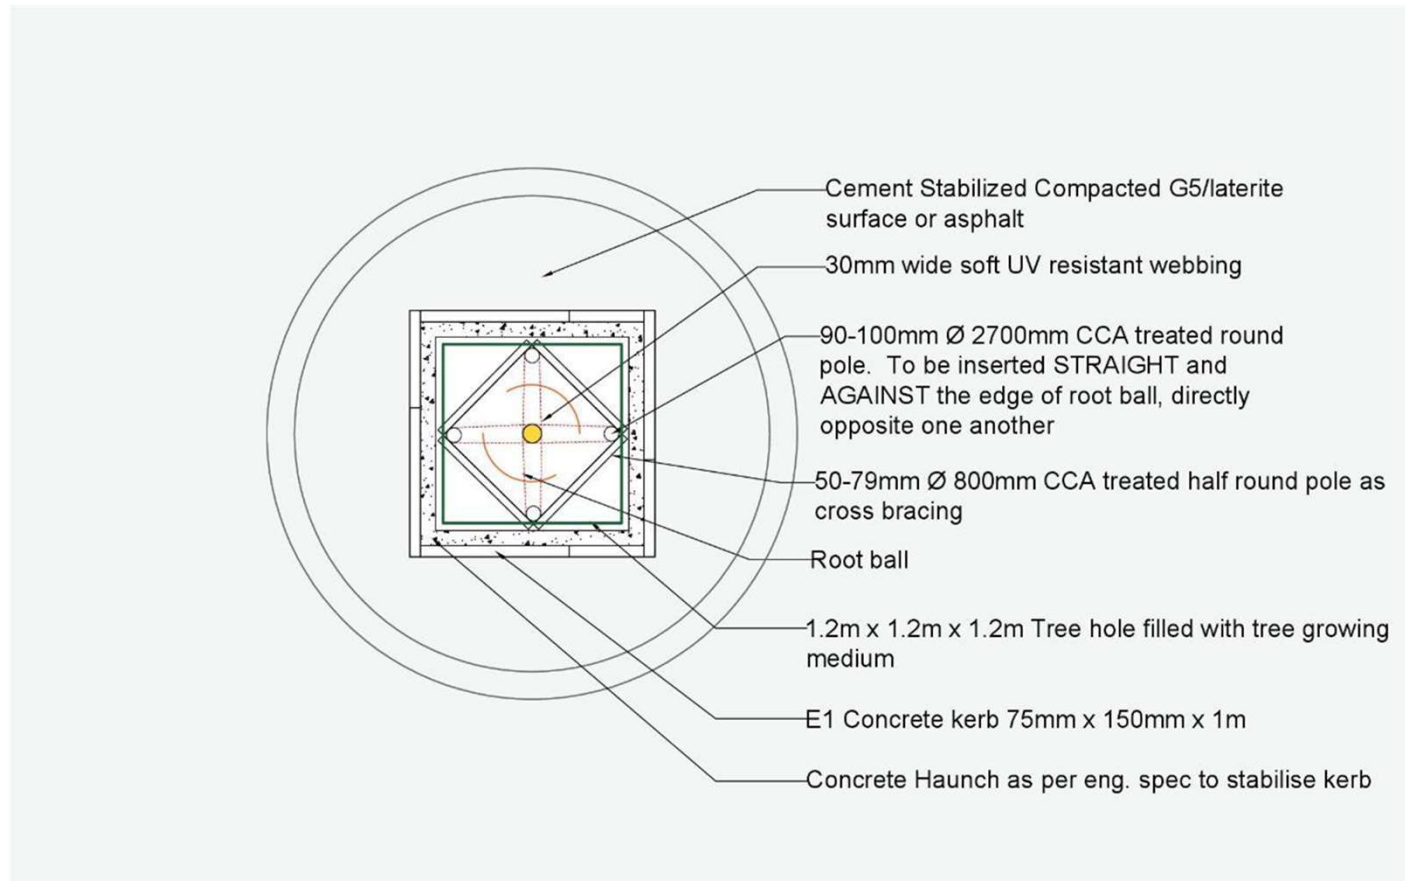 Cement Stabilized Compacted G5/laterite
surface or asphalt
30mm wide soft UV resistant webbing
90-100mm Ø 2700mm CCA treated round
pole. To be inserted STRAIGHT and
AGAINST the edge of root ball, directly
opposite one another
50-79mm Ø 800mm CCA treated half round pole as
cross bracing
Root ball
1.2m x 1.2m x 1.2m Tree hole filled with tree growing
medium
E1 Concrete kerb 75mm x 150mm x 1m
Concrete Haunch as per eng. spec to stabilise kerb